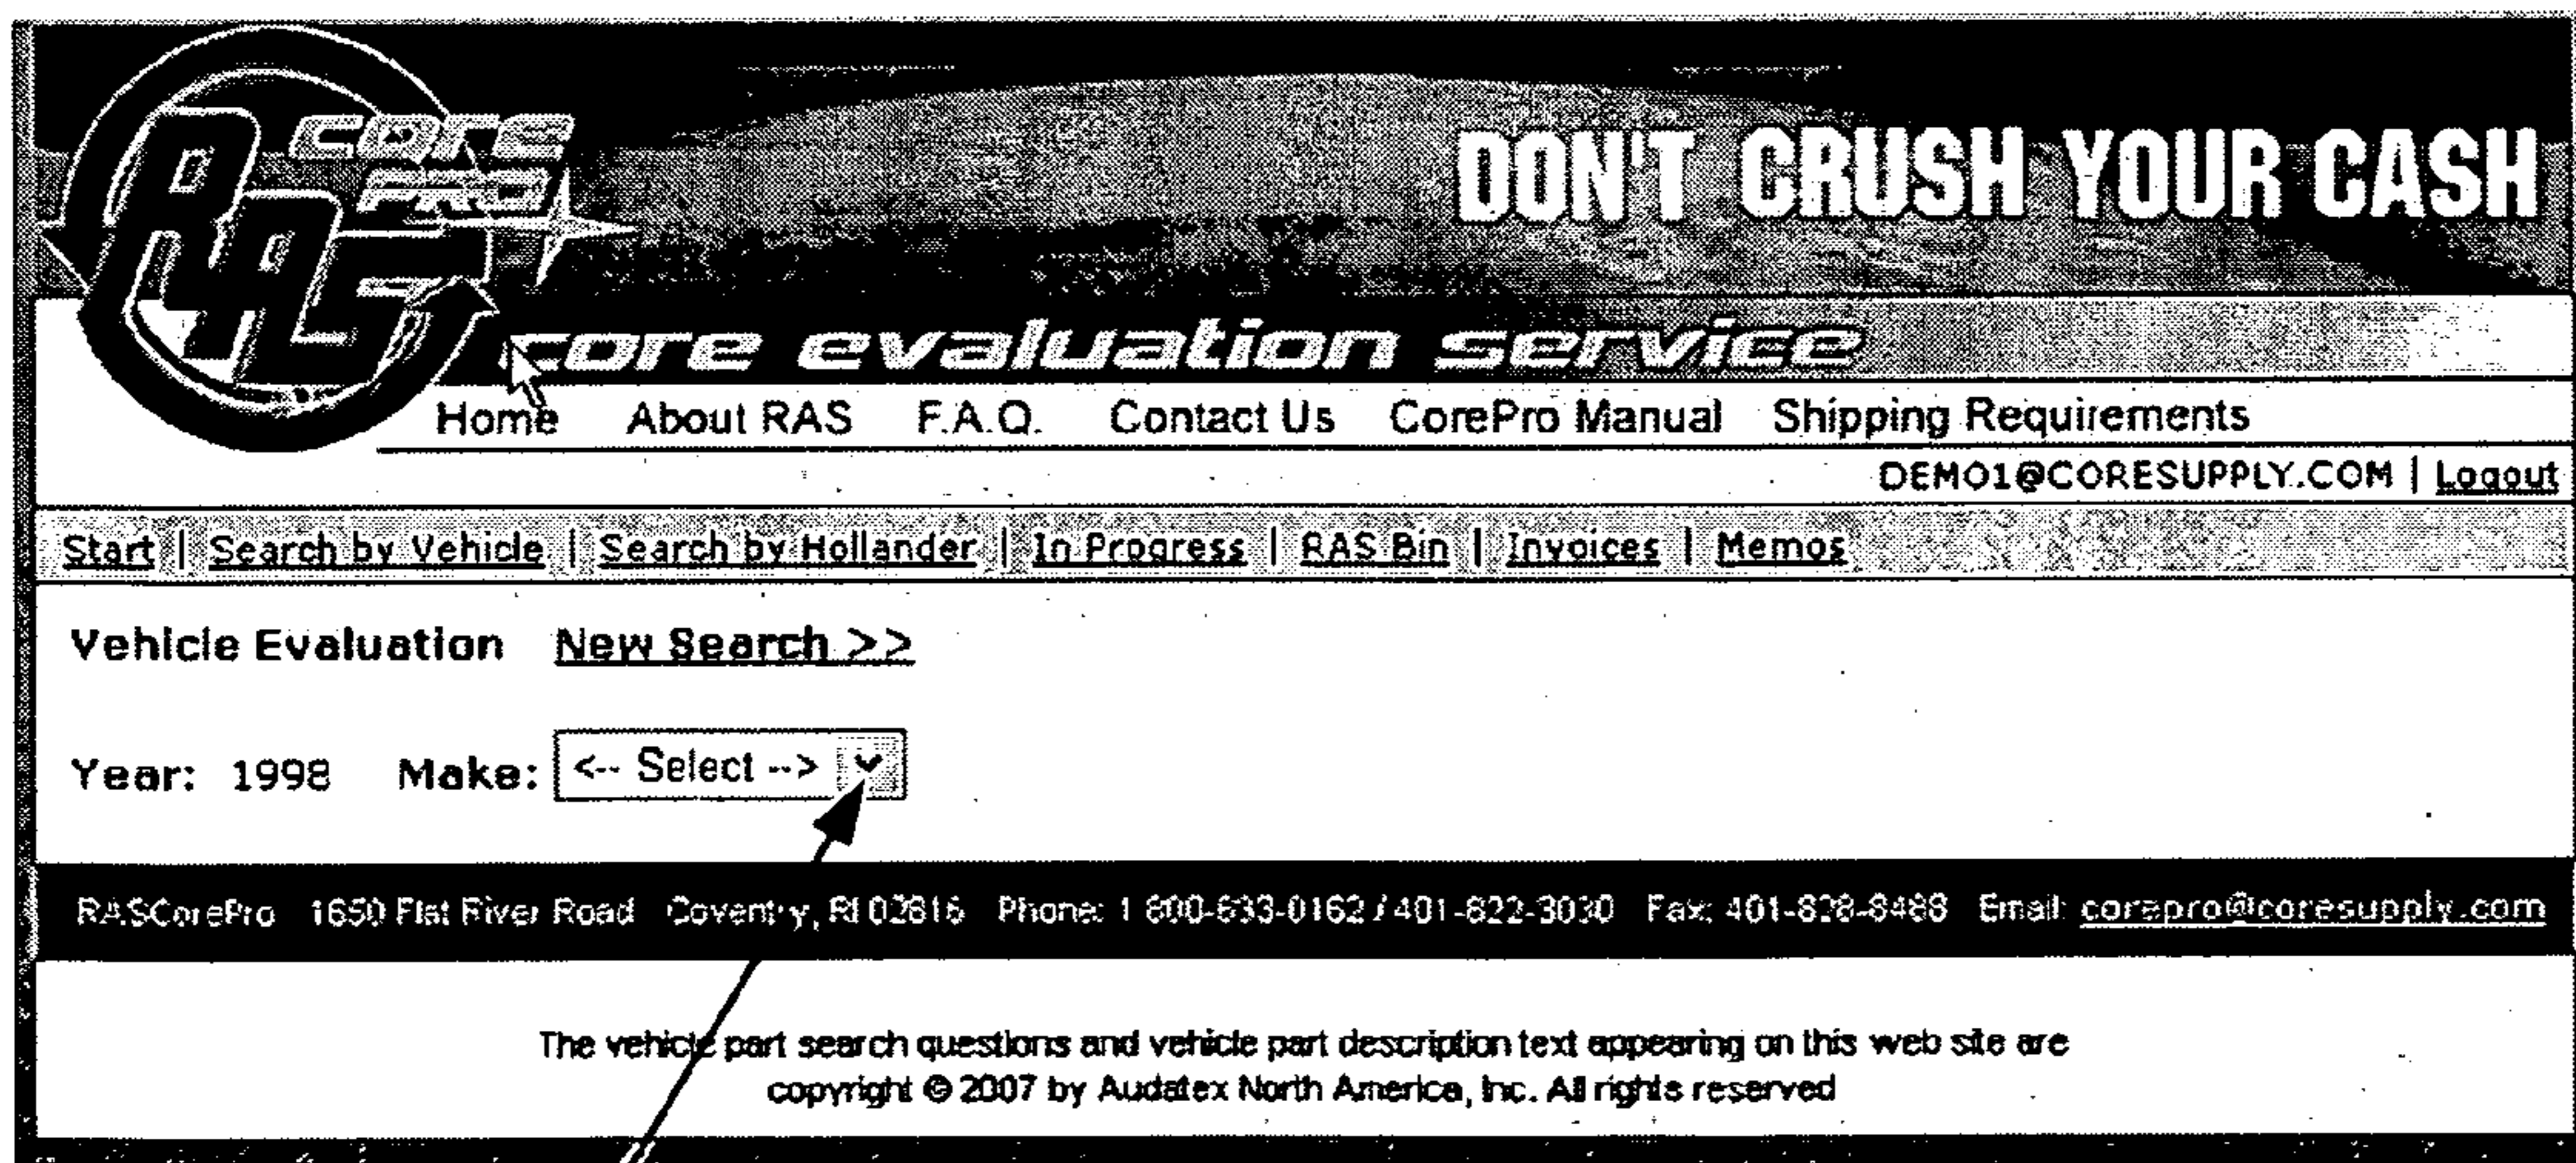 RAS CORE PRO
DON'T CRUSH YOUR CASH
core evaluation service
Home About RAS F.A.Q. Contact Us CorePro Manual Shipping Requirements
DEMO1@CORESUPPLY.COM | Logout
Start | Search by Vehicle | Search by Hollander | In Progress | RAS Bin | Invoices | Memos
Vehicle Evaluation New Search >>
Year: 1998 Make: <-- Select -->
RASCorePro 1650 Flat River Road Coventry, RI 02816 Phone: 1 800-633-0162 / 401-822-3030 Fax: 401-828-8488 Email: corepro@coresupply.com
The vehicle part search questions and vehicle part description text appearing on this web site are
copyright © 2007 by Audatex North America, Inc. All rights reserved